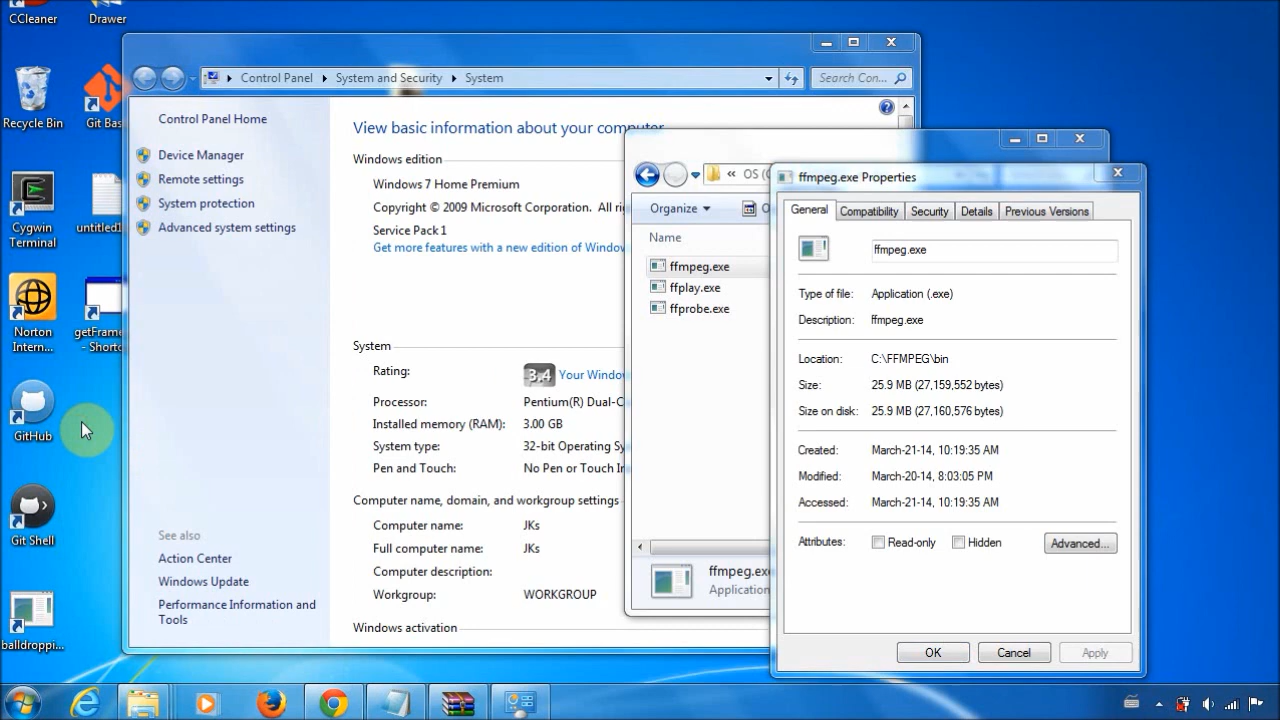 CCleaner
Drawer
Recycle Bin
Git Bas
Cygwin
Terminal
untitled1
Norton
Intern...
getFrame
- Shortc
GitHub
Git Shell
balldroppi...
Control Panel
System and Security
System
Search Con...
Control Panel Home
Device Manager
Remote settings
System protection
Advanced system settings
See also
Action Center
Windows Update
Performance Information and
Tools
View basic information about your computer
Windows edition
Windows 7 Home Premium
Copyright © 2009 Microsoft Corporation. All ri
Service Pack 1
Get more features with a new edition of Window
System
Rating:
3.4
Your Windo
Processor:
Pentium(R) Dual-C
Installed memory (RAM):
3.00 GB
System type:
32-bit Operating Sy
Pen and Touch:
No Pen or Touch In
Computer name, domain, and workgroup settings
Computer name:
JKs
Full computer name:
JKs
Computer description:
Workgroup:
WORKGROUP
Windows activation
« OS (C
Organize
O
Name
ffmpeg.exe
ffplay.exe
ffprobe.exe
ffmpeg.exe
Application
ffmpeg.exe Properties
General
Compatibility
Security
Details
Previous Versions
ffmpeg.exe
Type of file:
Application (.exe)
Description:
ffmpeg.exe
Location:
C:\FFMPEG\bin
Size:
25.9 MB (27,159,552 bytes)
Size on disk:
25.9 MB (27,160,576 bytes)
Created:
March-21-14, 10:19:35 AM
Modified:
March-20-14, 8:03:05 PM
Accessed:
March-21-14, 10:19:35 AM
Attributes:
Read-only
Hidden
Advanced...
OK
Cancel
Apply